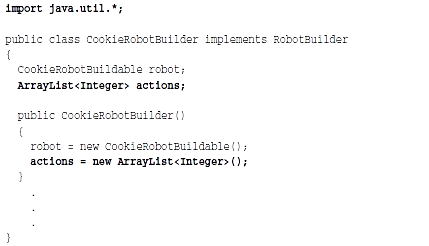 import java.util.*;
public class CookieRobotBuilder implements RobotBuilder
{
CookieRobotBuildable robot;
ArrayList<Integer> actions;
public CookieRobotBuilder()
{
robot = new CookieRobotBuildable();
actions = new ArrayList<Integer>();
}
.
.
.
}